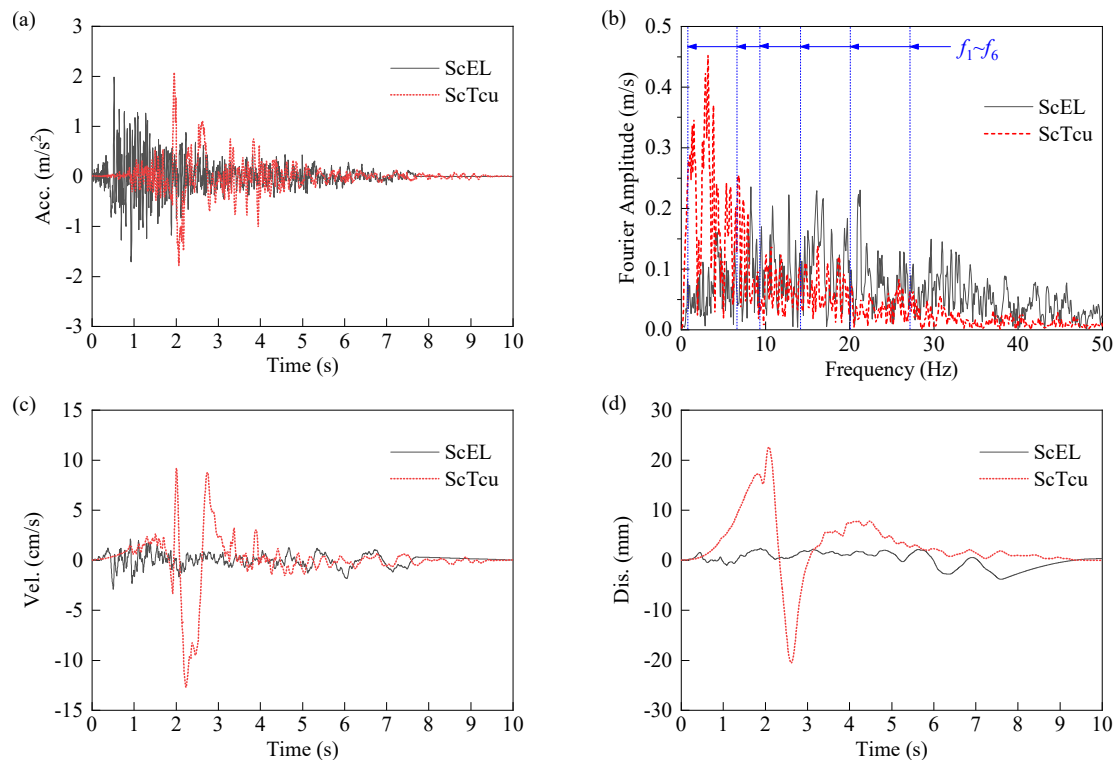 (a)
3
2
1
0
-1
-2
-3
Acc. (m/s²)
ScEL
ScTcu
0 1 2 3 4 5 6 7 8 9 10
Time (s)
(b)
0.5
0.4
0.3
0.2
0.1
0.0
Fourier Amplitude (m/s)
f₁~f₆
ScEL
ScTcu
0 10 20 30 40 50
Frequency (Hz)
(c)
15
10
5
0
-5
-10
-15
Vel. (cm/s)
ScEL
ScTcu
0 1 2 3 4 5 6 7 8 9 10
Time (s)
(d)
30
20
10
0
-10
-20
-30
Dis. (mm)
ScEL
ScTcu
0 1 2 3 4 5 6 7 8 9 10
Time (s)